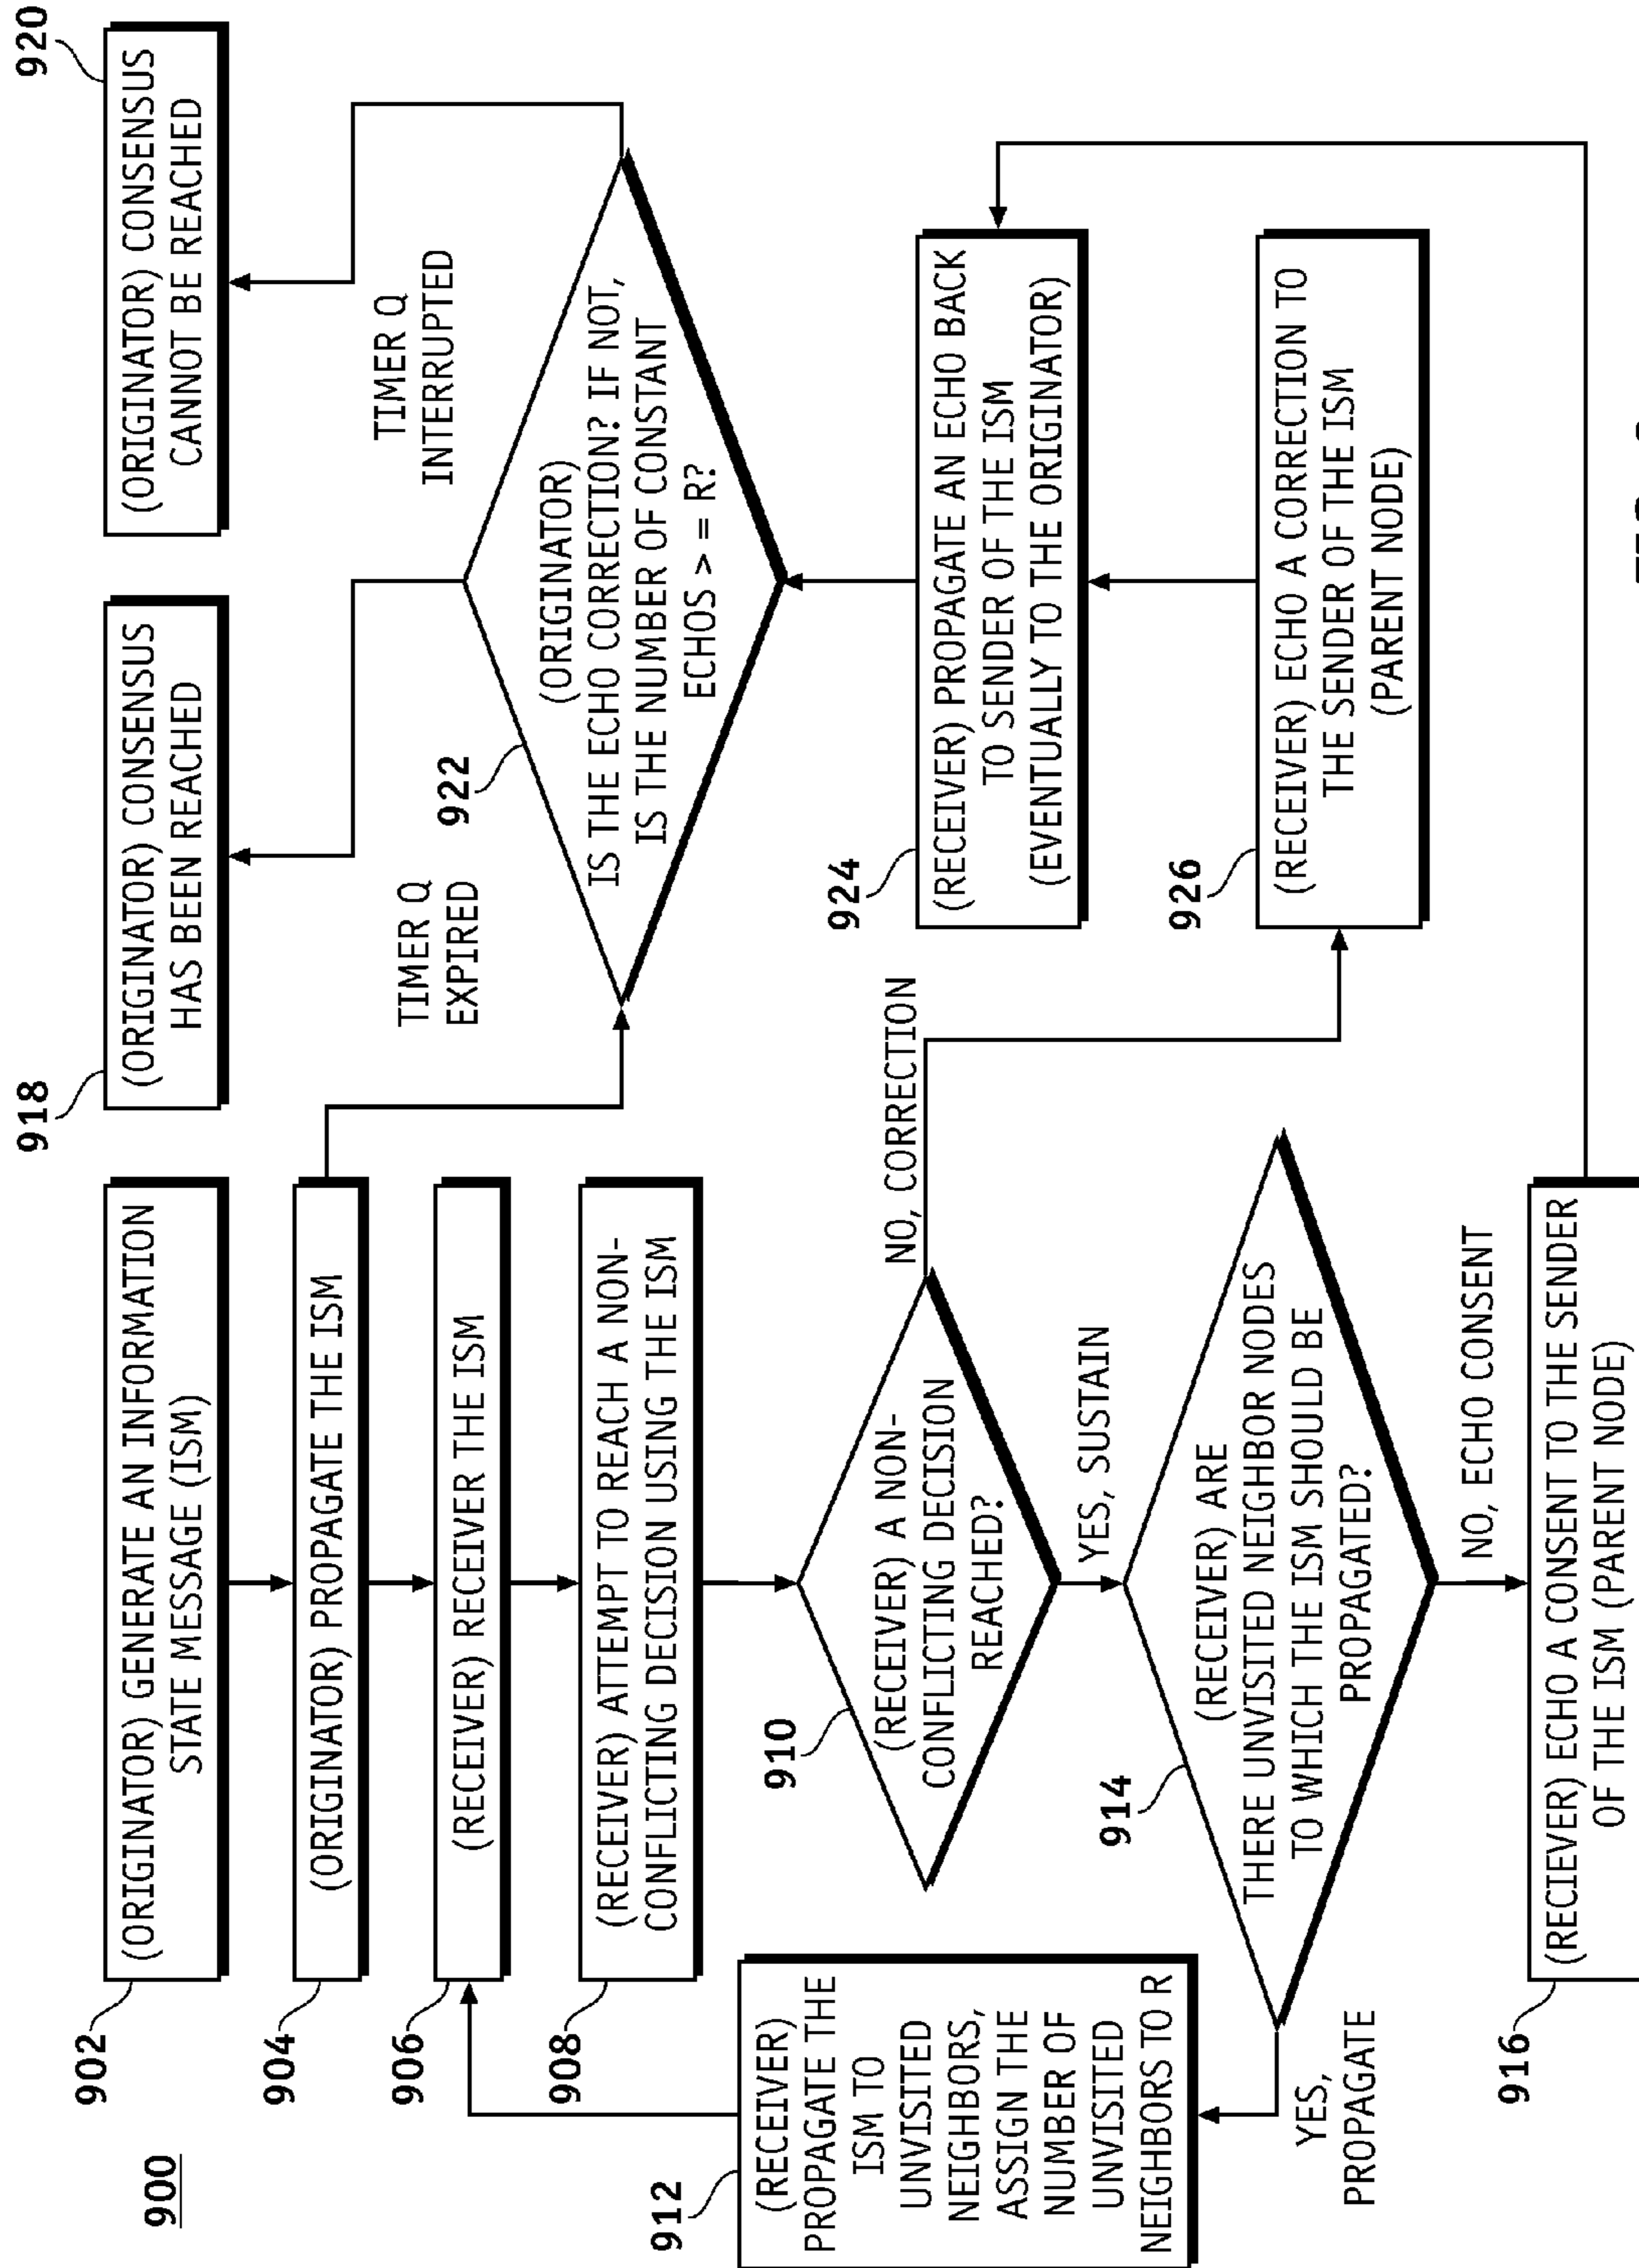 900
902
(ORIGINATOR) GENERATE AN INFORMATION
STATE MESSAGE (ISM)
904
(ORIGINATOR) PROPAGATE THE ISM
906
(RECEIVER) RECEIVER THE ISM
908
(RECEIVER) ATTEMPT TO REACH A NON-
CONFLICTING DECISION USING THE ISM
910
(RECEIVER) A NON-
CONFLICTING DECISION
REACHED?
NO, CORRECTION
YES, SUSTAIN
912
(RECEIVER)
PROPAGATE THE
ISM TO
UNVISITED
NEIGHBORS,
ASSIGN THE
NUMBER OF
UNVISITED
NEIGHBORS TO R
914
(RECEIVER) ARE
THERE UNVISITED NEIGHBOR NODES
TO WHICH THE ISM SHOULD BE
PROPAGATED?
YES,
PROPAGATE
NO, ECHO CONSENT
916
(RECIEVER) ECHO A CONSENT TO THE SENDER
OF THE ISM (PARENT NODE)
918
(ORIGINATOR) CONSENSUS
HAS BEEN REACHED
920
(ORIGINATOR) CONSENSUS
CANNOT BE REACHED
TIMER Q
EXPIRED
TIMER Q
INTERRUPTED
922
(ORIGINATOR)
IS THE ECHO CORRECTION? IF NOT,
IS THE NUMBER OF CONSTANT
ECHOS > = R?
924
(RECEIVER) PROPAGATE AN ECHO BACK
TO SENDER OF THE ISM
(EVENTUALLY TO THE ORIGINATOR)
926
(RECEIVER) ECHO A CORRECTION TO
THE SENDER OF THE ISM
(PARENT NODE)